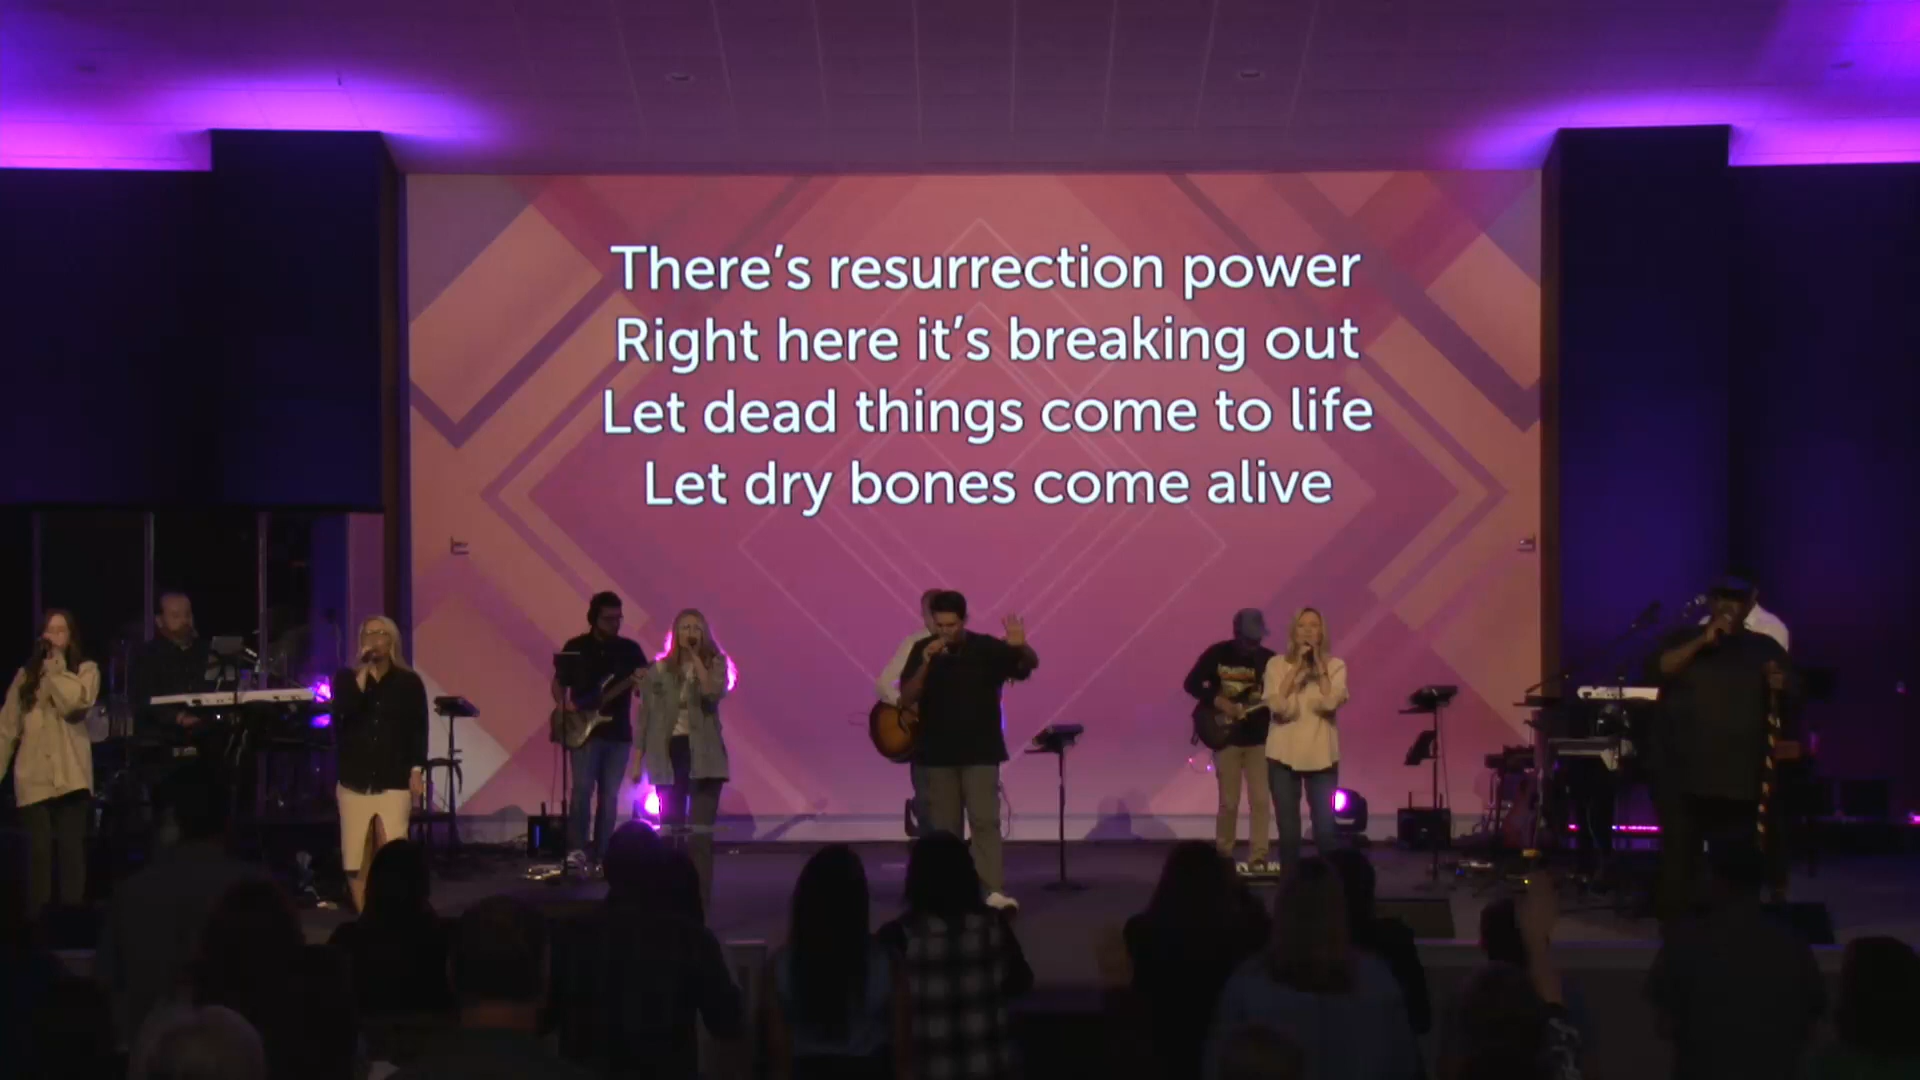 There's resurrection power
Right here it's breaking out
Let dead things come to life
Let dry bones come alive